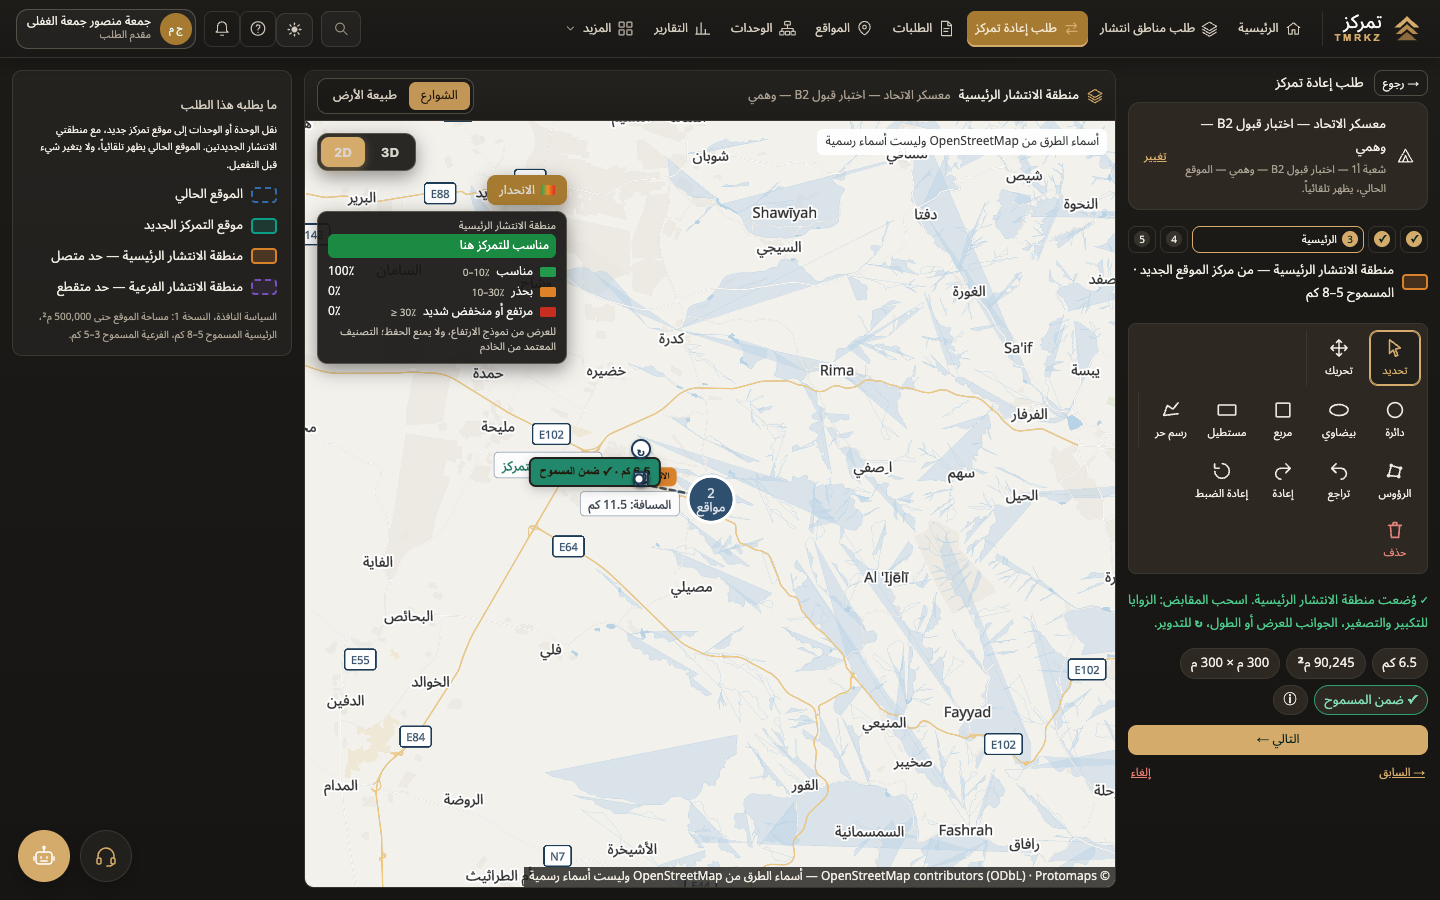 تمركز
TMRKZ
الرئيسية
طلب مناطق انتشار
طلب إعادة تمركز
الطلبات
المواقع
الوحدات
التقارير
المزيد
جمعة منصور جمعة الغفلى
مقدم الطلب
ج م
→ رجوع
طلب إعادة تمركز
معسكر الاتحاد — اختبار قبول B2 —
وهمي
شعبة أ1 — اختبار قبول B2 — وهمي — الموقع
الحالي، يظهر تلقائياً.
تغيير
3 الرئيسية
4
5
منطقة الانتشار الرئيسية — من مركز الموقع الجديد ·
المسموح 5–8 كم
تحديد
تحريك
دائرة
بيضاوي
مربع
مستطيل
رسم حر
الرؤوس
تراجع
إعادة
إعادة الضبط
حذف
✓ وُضعت منطقة الانتشار الرئيسية. اسحب المقابض: الزوايا
للتكبير والتصغير، الجوانب للعرض أو الطول، ↻ للتدوير.
6.5 كم
90,245 م²
300 م × 300 م
✓ ضمن المسموح
التالي ←
→ السابق
إلغاء
منطقة الانتشار الرئيسية
معسكر الاتحاد — اختبار قبول B2 — وهمي
الشوارع
طبيعة الأرض
أسماء الطرق من OpenStreetMap وليست أسماء رسمية
2D
3D
الانحدار
منطقة الانتشار الرئيسية
مناسب للتمركز هنا
مناسب 0–10٪ 100٪
بحذر 10–30٪ 0٪
مرتفع أو منخفض شديد ≥ 30٪ 0٪
للعرض من نموذج الارتفاع، ولا يمنع الحفظ؛ التصنيف
المعتمد من الخادم
شوبان
شيص
البرير
E88
Shawīyah
دفتا
النحوة
السيجي
الغورة
كدرة
Sa'if
حمدة
خضيره
Rima
يبسة
مليحة
E102
الفرفار
6.5 كم · ✓ ضمن المسموح
المسافة: 11.5 كم
2
مواقع
اصفي
سهم
الحيل
E64
الفاية
مصيلي
Al 'Ijēlī
البحائص
فلي
E55
الخوالد
الدفين
E102
E84
المنيعي
Fayyad
E102
صخيبر
المدام
الروضة
القور
السمسمانية
Fashrah
رافاق
N7
الأشيخرة
الطرائيث
© OpenStreetMap contributors (ODbL) · Protomaps — أسماء الطرق من OpenStreetMap وليست أسماء رسمية
ما يطلبه هذا الطلب
نقل الوحدة أو الوحدات إلى موقع تمركز جديد، مع منطقتي
الانتشار الجديدتين. الموقع الحالي يظهر تلقائياً، ولا يتغير شيء
قبل التفعيل.
الموقع الحالي
موقع التمركز الجديد
منطقة الانتشار الرئيسية — حد متصل
منطقة الانتشار الفرعية — حد متقطع
السياسة النافذة، النسخة 1: مساحة الموقع حتى 500,000 م²،
الرئيسية المسموح 5–8 كم، الفرعية المسموح 3–5 كم.